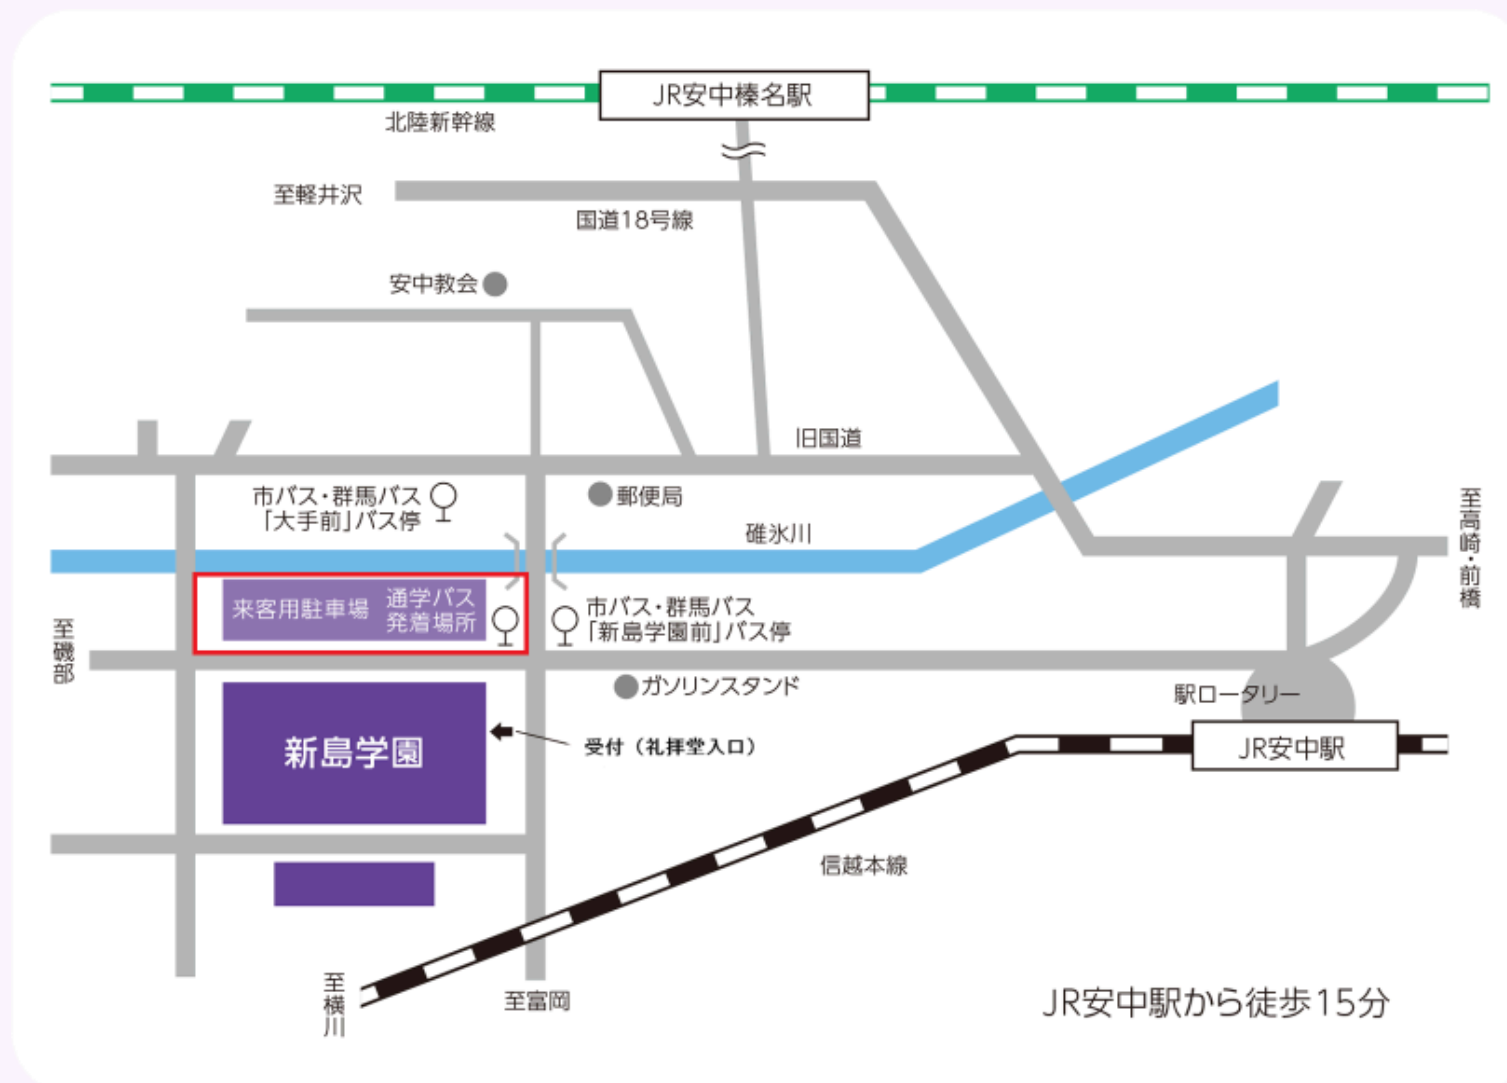 JR安中榛名駅
北陸新幹線
至軽井沢
国道18号線
安中教会
旧国道
市バス・群馬バス
「大手前」バス停
郵便局
碓氷川
至高崎・前橋
来客用駐車場
通学バス
発着場所
市バス・群馬バス
「新島学園前」バス停
至磯部
ガソリンスタンド
駅ロータリー
新島学園
受付（礼拝堂入口）
JR安中駅
信越本線
至横川
至富岡
JR安中駅から徒歩15分